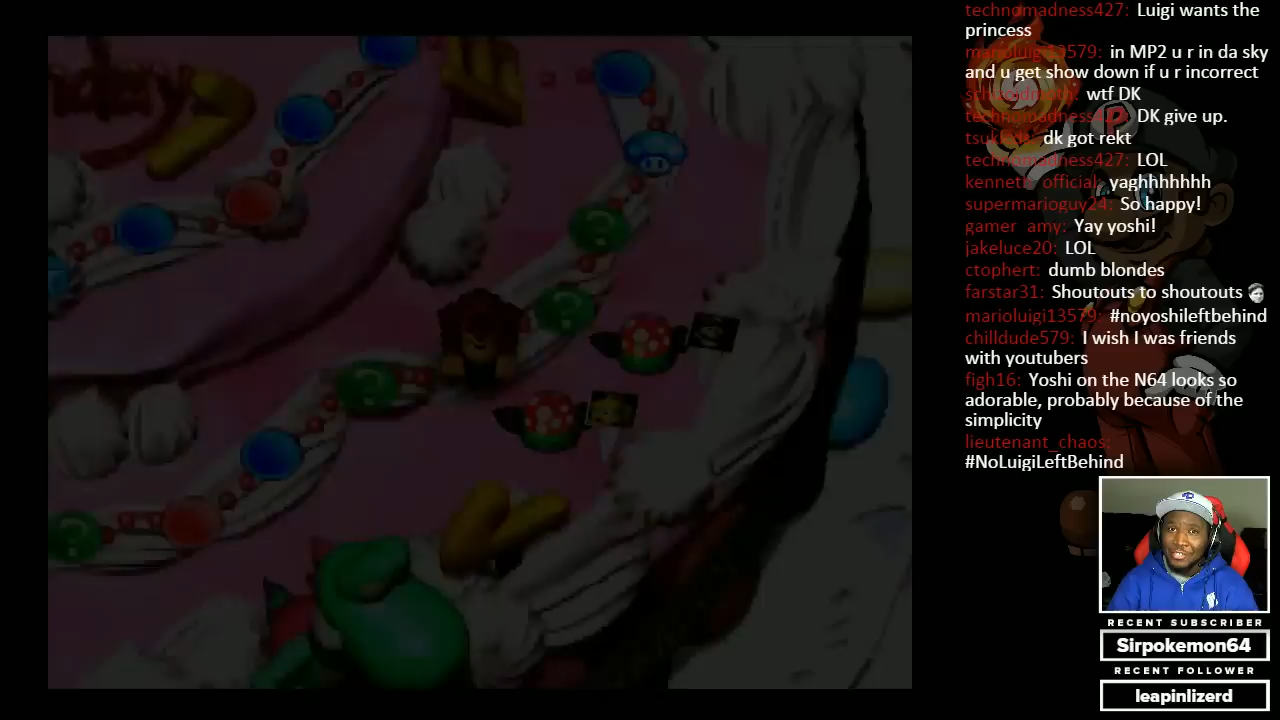 technomadness427: Luigi wants the
princess
marioluigi13579: in MP2 u r in da sky
and u get show down if u r incorrect
wtf DK
technomadness427: DK give up.
dk got rekt
technomadness427: LOL
kenneth_official: yaghhhhhhh
supermarioguy24: So happy!
gamer_amy: Yay yoshi!
jakeluce20: LOL
ctophert: dumb blondes
farstar31: Shoutouts to shoutouts
marioluigi13579: #noyoshileftbehind
chilldude579: I wish I was friends
with youtubers
figh16: Yoshi on the N64 looks so
adorable, probably because of the
simplicity
lieutenant_chaos:
#NoLuigiLeftBehind
RECENT SUBSCRIBER
Sirpokemon64
RECENT FOLLOWER
leapinlizerd